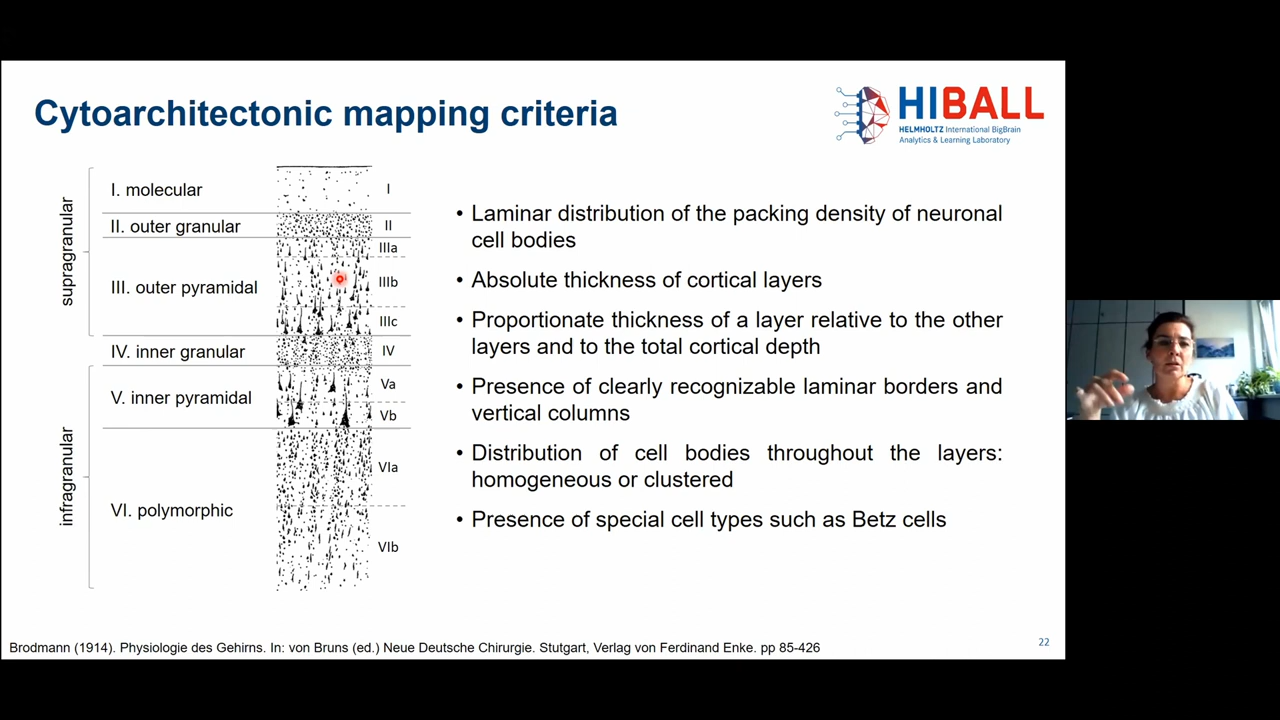 Cytoarchitectonic mapping criteria
HIBALL
HELMHOLTZ International BigBrain
Analytics & Learning Laboratory
supragranular
infragranular
I. molecular
II. outer granular
III. outer pyramidal
IV. inner granular
V. inner pyramidal
VI. polymorphic
I
II
IIIa
IIIb
IIIc
IV
Va
Vb
VIa
VIb
• Laminar distribution of the packing density of neuronal
cell bodies
• Absolute thickness of cortical layers
• Proportionate thickness of a layer relative to the other
layers and to the total cortical depth
• Presence of clearly recognizable laminar borders and
vertical columns
• Distribution of cell bodies throughout the layers:
homogeneous or clustered
• Presence of special cell types such as Betz cells
Brodmann (1914). Physiologie des Gehirns. In: von Bruns (ed.) Neue Deutsche Chirurgie. Stuttgart, Verlag von Ferdinand Enke. pp 85-426
22